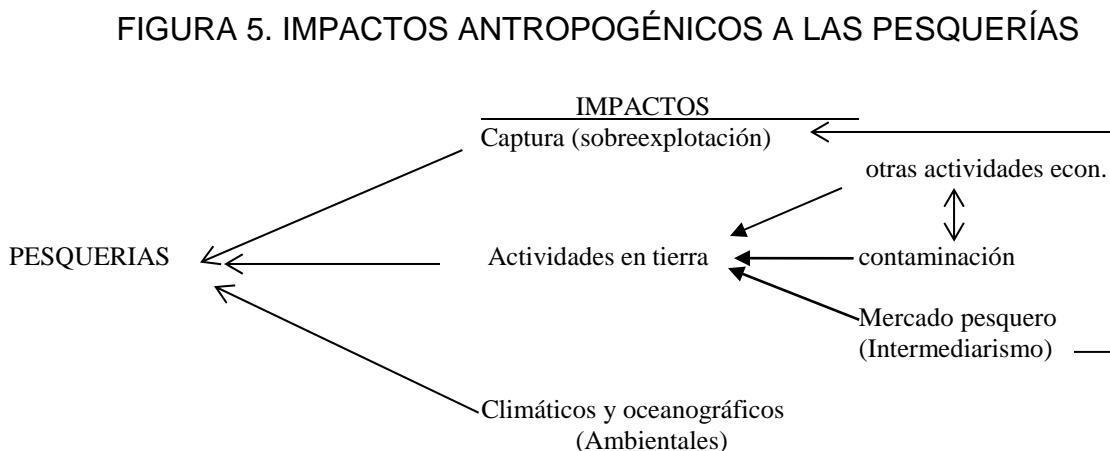 FIGURA 5. IMPACTOS ANTROPOGÉNICOS A LAS PESQUERÍAS
IMPACTOS
Captura (sobreexplotación)
otras actividades econ.
PESQUERIAS
Actividades en tierra
contaminación
Mercado pesquero
(Intermediarismo)
Climáticos y oceanográficos
(Ambientales)